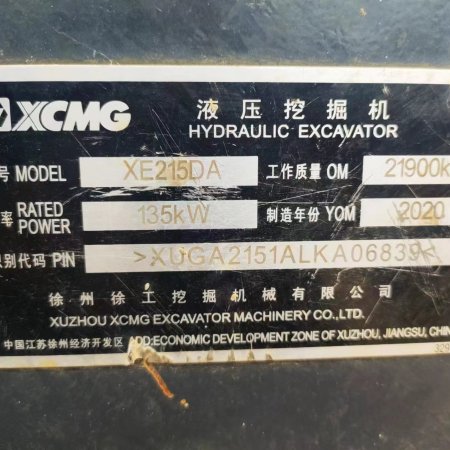 XCMG 液压挖掘机
HYDRAULIC EXCAVATOR
号 MODEL XE215DA 工作质量 OM 21900k
率 RATED POWER 135kW 制造年份 YOM 2020
别代码 PIN >XUGA2151ALKA06839<
徐州徐工挖掘机械有限公司
XUZHOU XCMG EXCAVATOR MACHINERY CO.,LTD.
中国江苏徐州经济开发区 ADD:ECONOMIC DEVELOPMENT ZONE OF XUZHOU, JIANGSU, CHIN